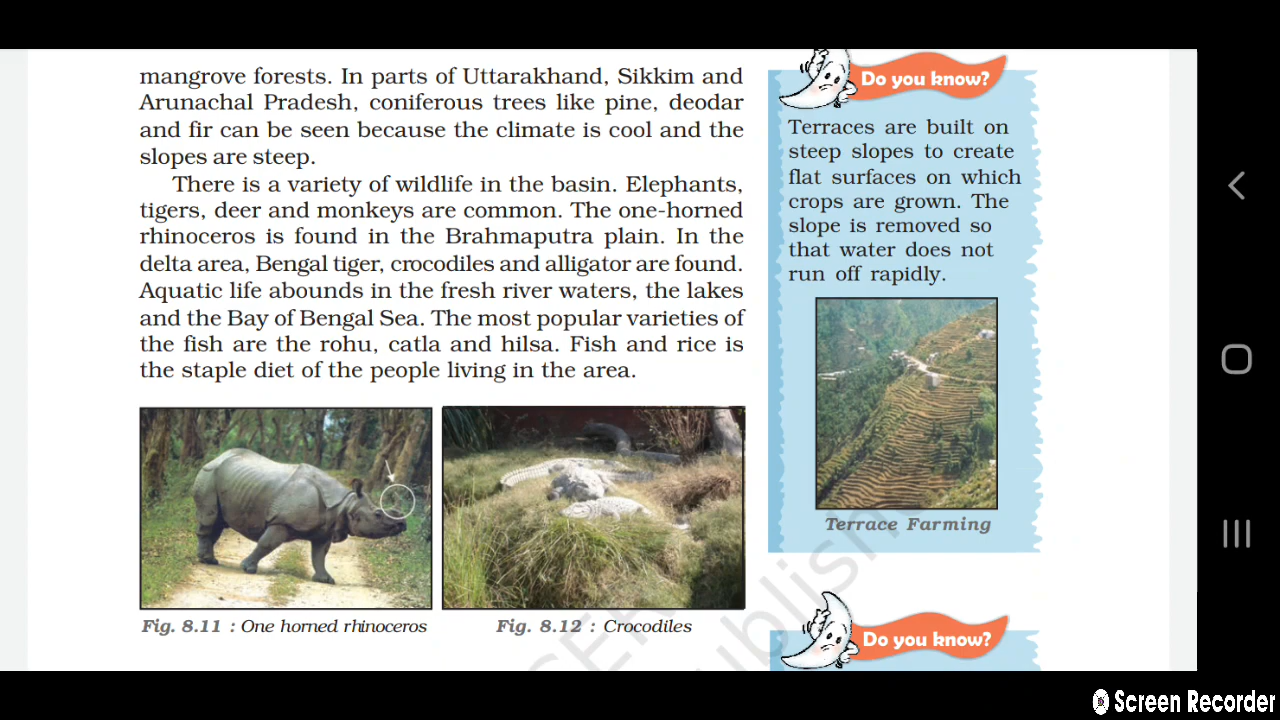 mangrove forests. In parts of Uttarakhand, Sikkim and
Arunachal Pradesh, coniferous trees like pine, deodar
and fir can be seen because the climate is cool and the
slopes are steep.
There is a variety of wildlife in the basin. Elephants,
tigers, deer and monkeys are common. The one-horned
rhinoceros is found in the Brahmaputra plain. In the
delta area, Bengal tiger, crocodiles and alligator are found.
Aquatic life abounds in the fresh river waters, the lakes
and the Bay of Bengal Sea. The most popular varieties of
the fish are the rohu, catla and hilsa. Fish and rice is
the staple diet of the people living in the area.
Fig. 8.11 : One horned rhinoceros
Fig. 8.12 : Crocodiles
Do you know?
Terraces are built on
steep slopes to create
flat surfaces on which
crops are grown. The
slope is removed so
that water does not
run off rapidly.
Terrace Farming
Do you know?
Screen Recorder